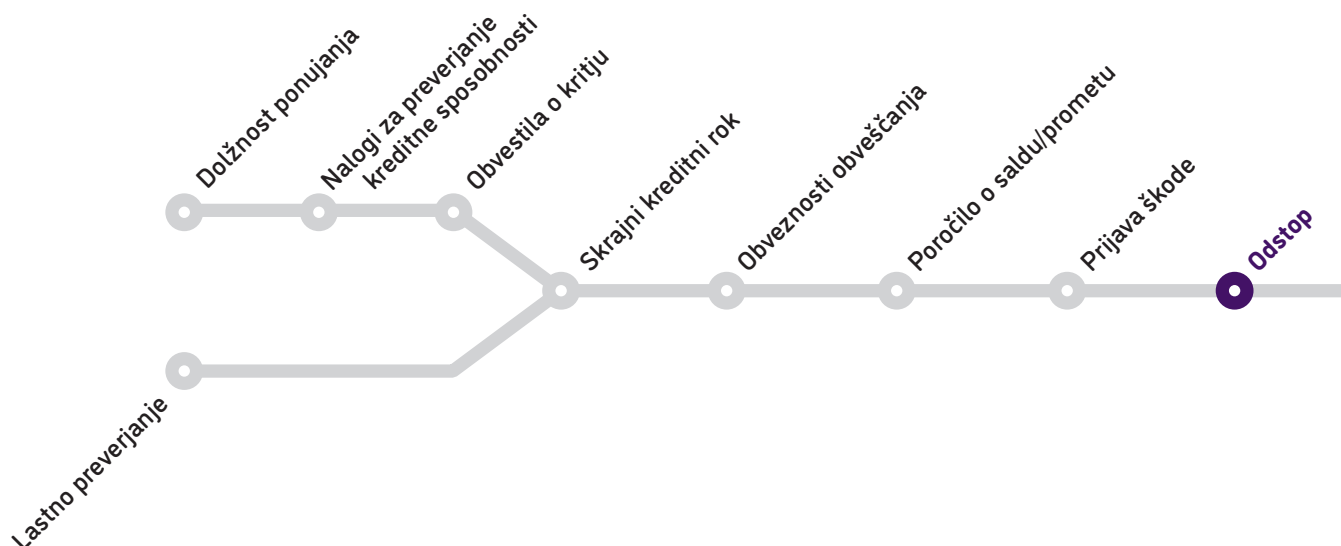 Dolžnost ponujanja
Nalogi za preverjanje
kreditne sposobnosti
Obvestila o kritju
Skrajni kreditni rok
Obveznosti obveščanja
Poročilo o saldu/prometu
Prijava škode
Odstop
Lastno preverjanje